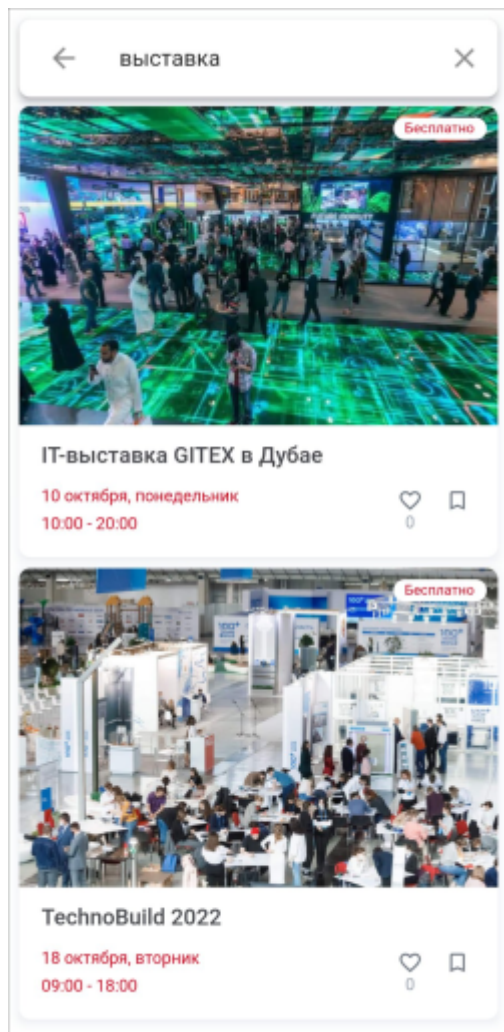 выставка
Бесплатно
IT-выставка GITEX в Дубае
10 октября, понедельник
10:00 - 20:00
0
Бесплатно
TechnoBuild 2022
18 октября, вторник
09:00 - 18:00
0